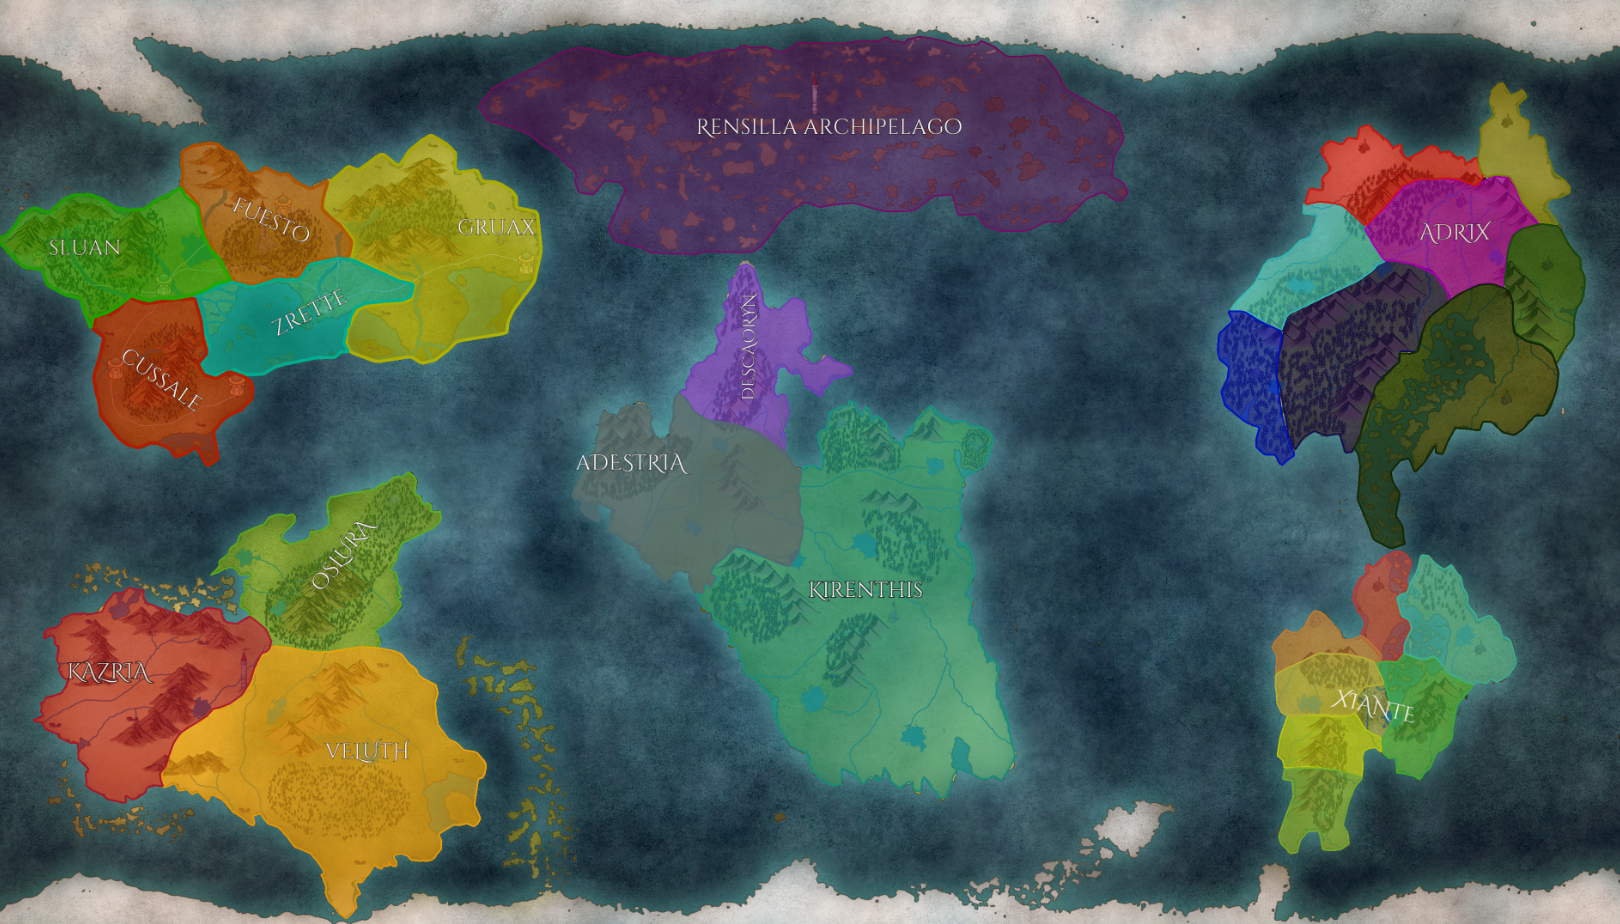 RENSILLA ARCHIPELAGO
SLUAN
FUESTO
GRUAX
ADRIX
ZRETTE
CUSSALE
DESCAORYN
ADESTRIA
OSLURA
KIRENTHIS
KAZRIA
XIANTE
VELUTH